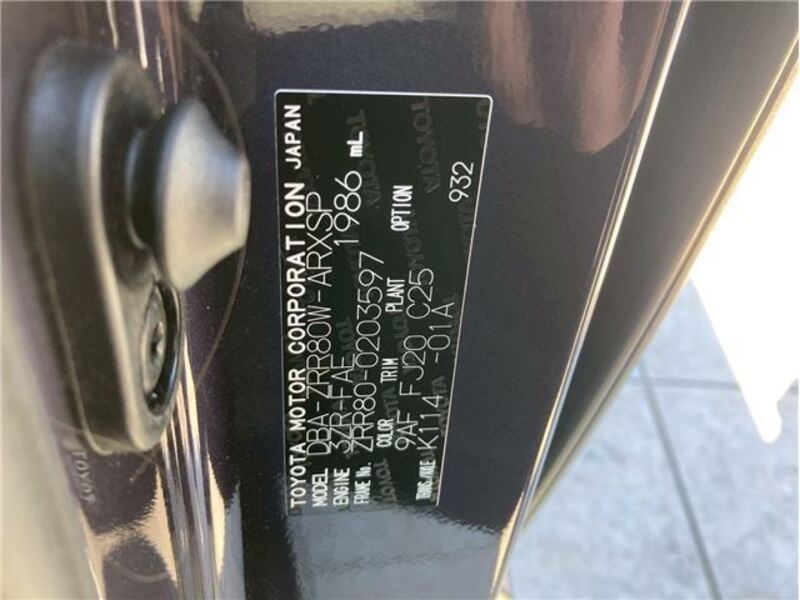 TOYOTA MOTOR CORPORATION JAPAN
MODEL DBA-ZRR80W-ARXSP
ENGINE 3ZR-FAE 1986 mL
FRAME No. ZRR80-0203597
COLOR TRIM PLANT OPTION
9AF FJ20 C25 932
TRANS/AXLE K114 -01A